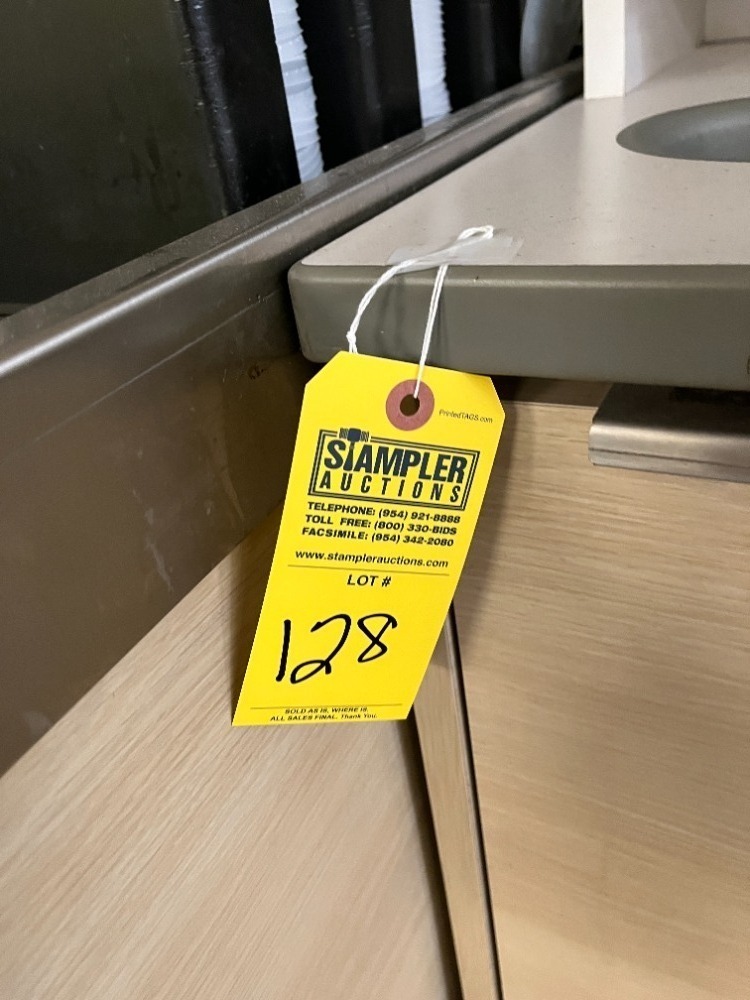 PrintedTAGS.com
STAMPLER
AUCTIONS
TELEPHONE: (954) 921-8888
TOLL FREE: (800) 330-BIDS
FACSIMILE: (954) 342-2080
www.stamplerauctions.com
LOT #
128
SOLD AS IS, WHERE IS.
ALL SALES FINAL. Thank You.